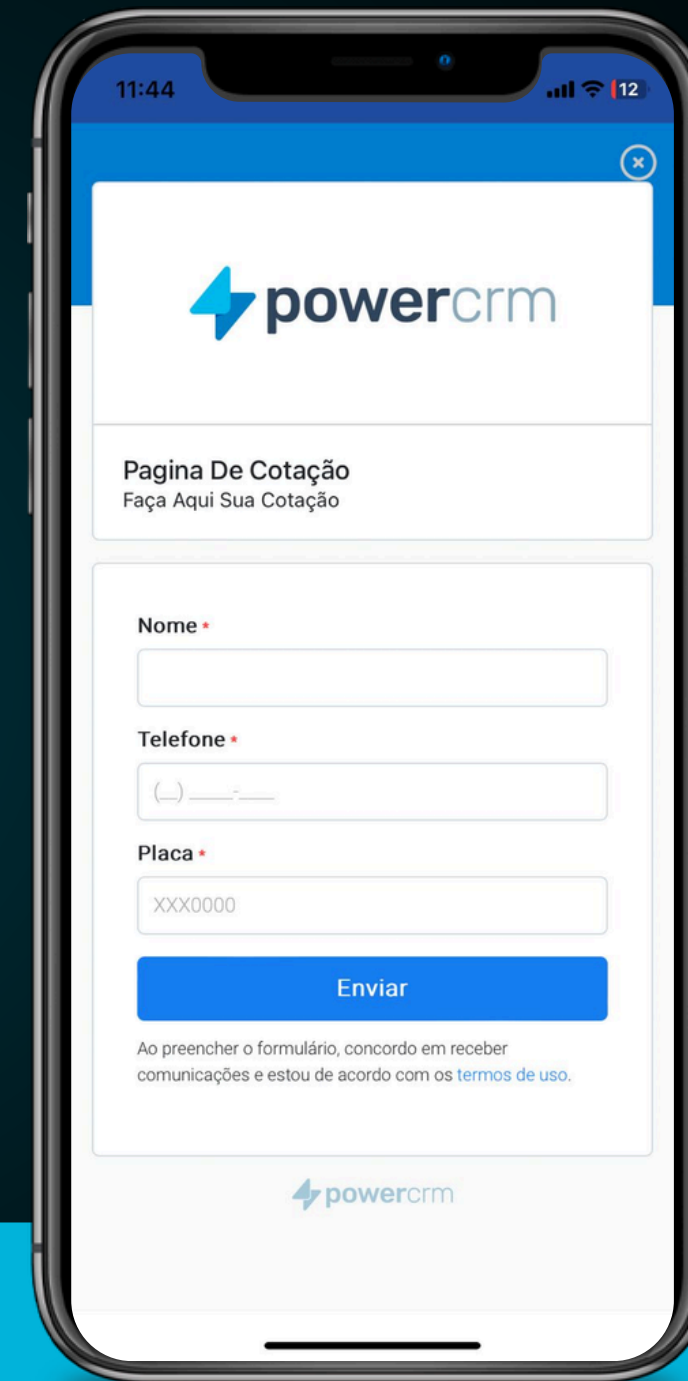 11:44
12
powercrm
Pagina De Cotação
Faça Aqui Sua Cotação
Nome *
Telefone *
(__) ____-____
Placa *
XXX0000
Enviar
Ao preencher o formulário, concordo em receber
comunicações e estou de acordo com os termos de uso.
powercrm